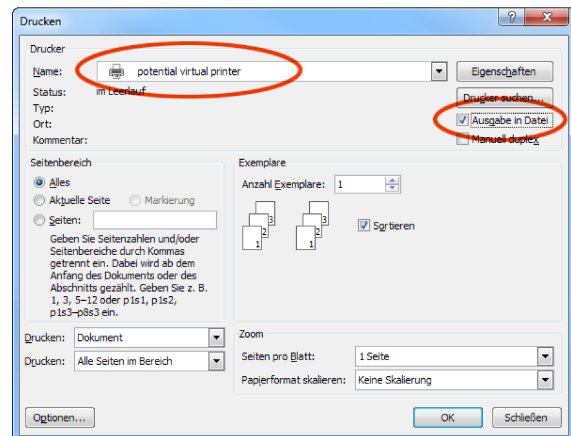 Drucken
Drucker
Name: potential virtual printer
Eigenschaften
Status: im Leerlauf
Drucker suchen...
Typ:
Ausgabe in Datei
Ort:
Manuell duplex
Kommentar:
Seitenbereich
Alles
Aktuelle Seite Markierung
Seiten:
Geben Sie Seitenzahlen und/oder
Seitenbereiche durch Kommas
getrennt ein. Dabei wird ab dem
Anfang des Dokuments oder des
Abschnitts gezählt. Geben Sie z. B.
1, 3, 5–12 oder p1s1, p1s2,
p1s3–p8s3 ein.
Exemplare
Anzahl Exemplare: 1
3 3
2 2
1 1
Sortieren
Drucken: Dokument
Drucken: Alle Seiten im Bereich
Zoom
Seiten pro Blatt: 1 Seite
Papierformat skalieren: Keine Skalierung
Optionen...
OK
Schließen